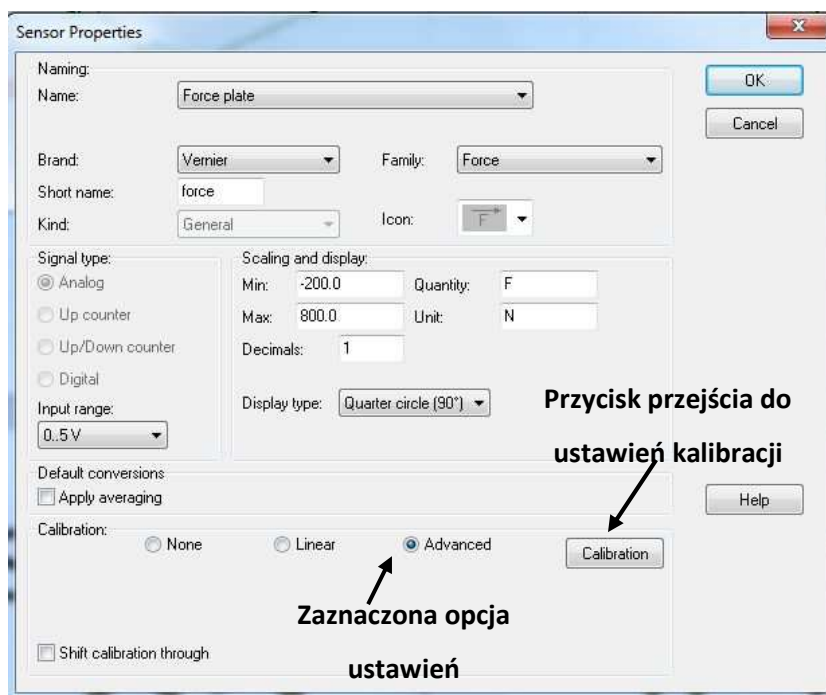 Sensor Properties
Naming:
Name: Force plate
OK
Cancel
Brand: Vernier Family: Force
Short name: force
Kind: General Icon: F
Signal type:
Analog
Up counter
Up/Down counter
Digital
Input range:
0..5 V
Scaling and display:
Min: -200.0 Quantity: F
Max: 800.0 Unit: N
Decimals: 1
Display type: Quarter circle (90°)
Przycisk przejścia do
ustawień kalibracji
Default conversions
Apply averaging
Help
Calibration:
None Linear Advanced Calibration
Zaznaczona opcja
ustawień
Shift calibration through